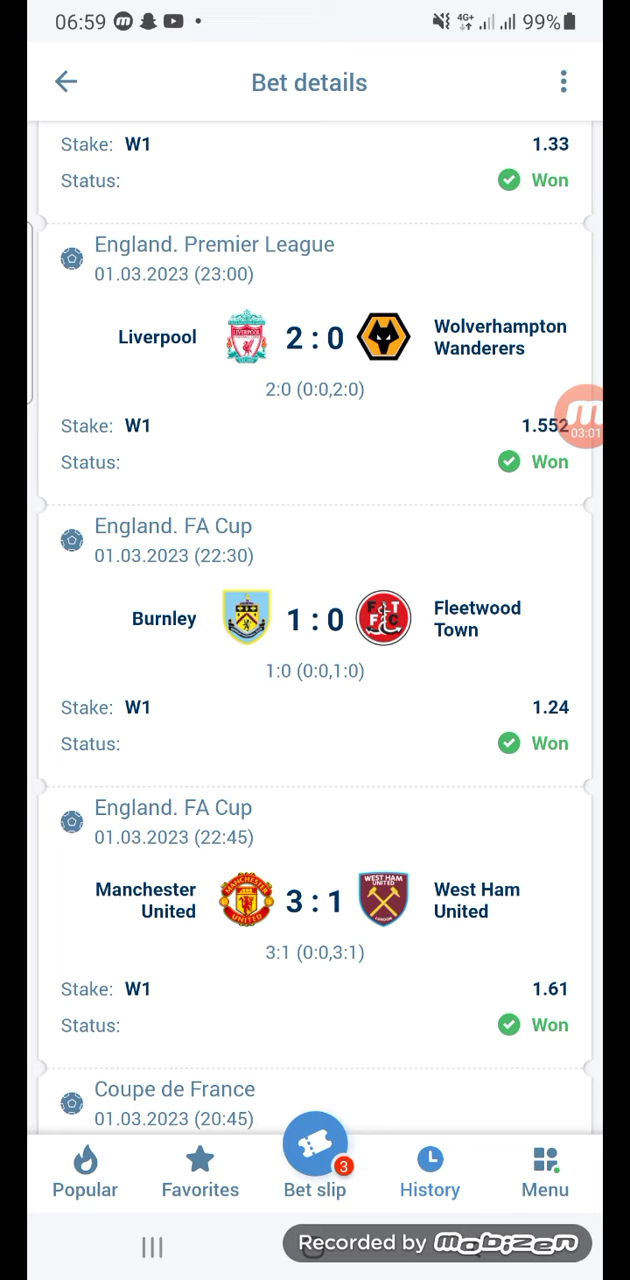 06:59
4G+
99%
Bet details
Stake: W1 1.33
Status: Won
England. Premier League
01.03.2023 (23:00)
Liverpool 2 : 0 Wolverhampton Wanderers
2:0 (0:0,2:0)
Stake: W1 1.552
03:01
Status: Won
England. FA Cup
01.03.2023 (22:30)
Burnley 1 : 0 Fleetwood Town
1:0 (0:0,1:0)
Stake: W1 1.24
Status: Won
England. FA Cup
01.03.2023 (22:45)
Manchester United 3 : 1 West Ham United
3:1 (0:0,3:1)
Stake: W1 1.61
Status: Won
Coupe de France
01.03.2023 (20:45)
3
Popular Favorites Bet slip History Menu
Recorded by mobizen